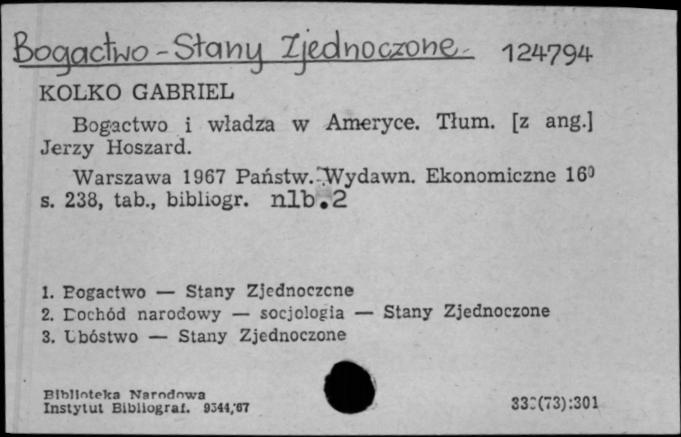 Bogactwo - Stany Zjednoczone. 124794
KOLKO GABRIEL
Bogactwo i władza w Ameryce. Tłum. [z ang.]
Jerzy Hoszard.
Warszawa 1967 Państw. Wydawn. Ekonomiczne 16⁰
s. 238, tab., bibliogr. nlb. 2
1. Bogactwo — Stany Zjednoczone
2. Dochód narodowy — socjologia — Stany Zjednoczone
3. Ubóstwo — Stany Zjednoczone
Biblioteka Narodowa
Instytut Bibliograf. 9344/67 (73):301